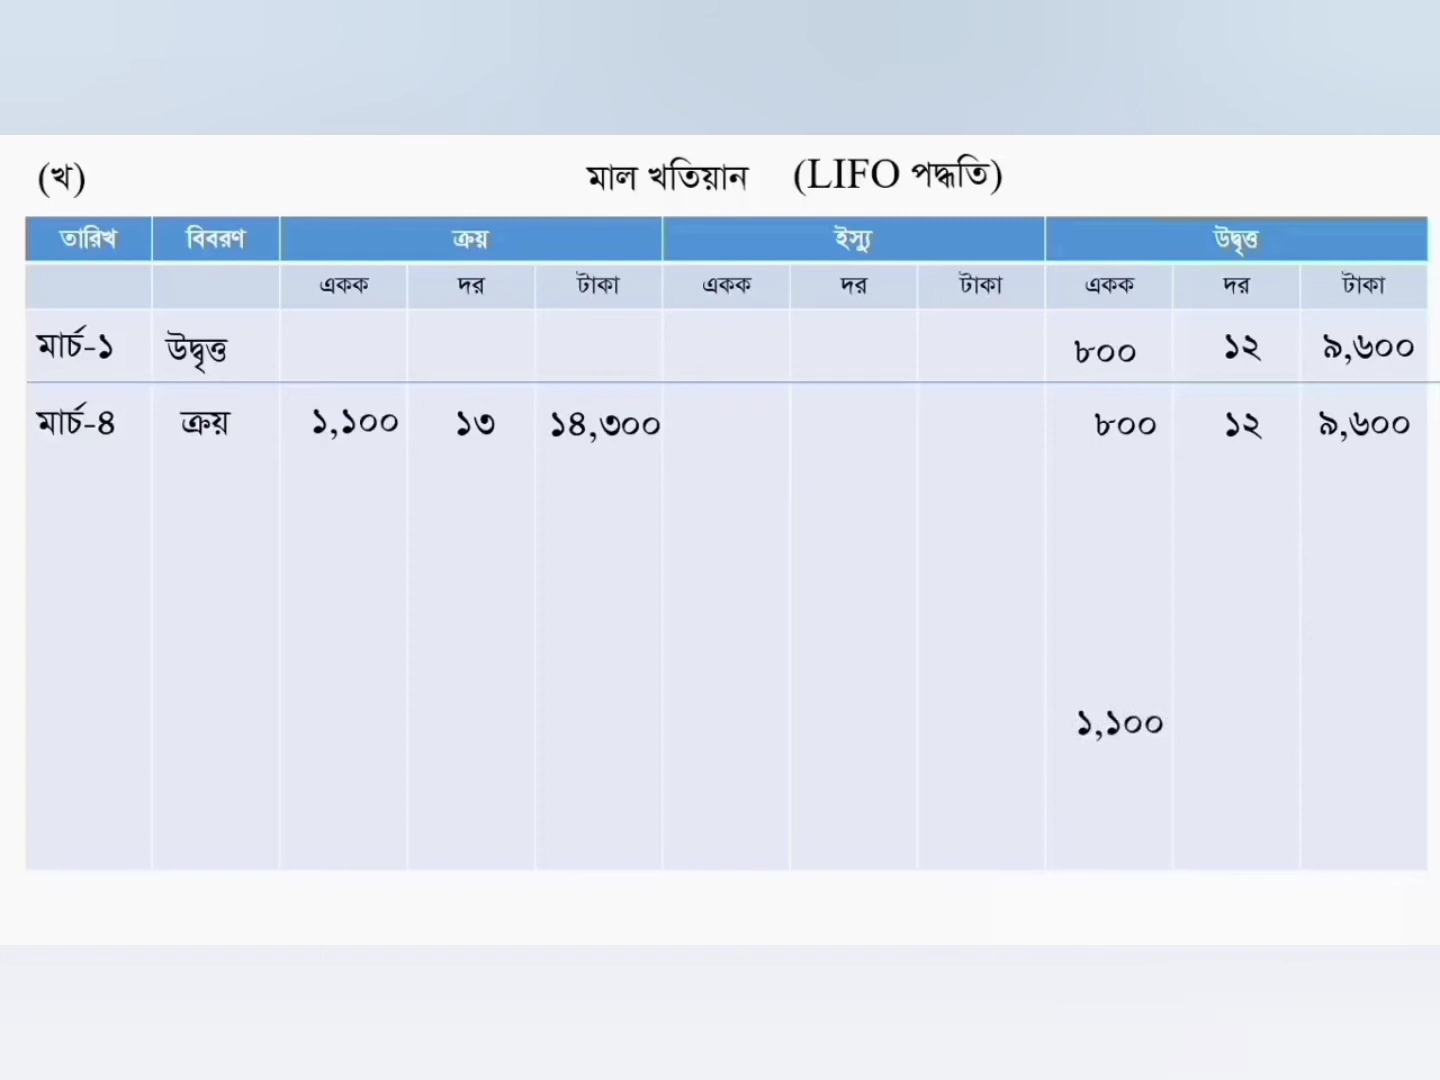 (খ) মাল খতিয়ান (LIFO পদ্ধতি)
তারিখ বিবরণ ক্রয় ইস্যু উদ্বৃত্ত
একক দর টাকা একক দর টাকা একক দর টাকা
মার্চ-১ উদ্বৃত্ত ৮০০ ১২ ৯,৬০০
মার্চ-৪ ক্রয় ১,১০০ ১৩ ১৪,৩০০ ৮০০ ১২ ৯,৬০০
১,১০০